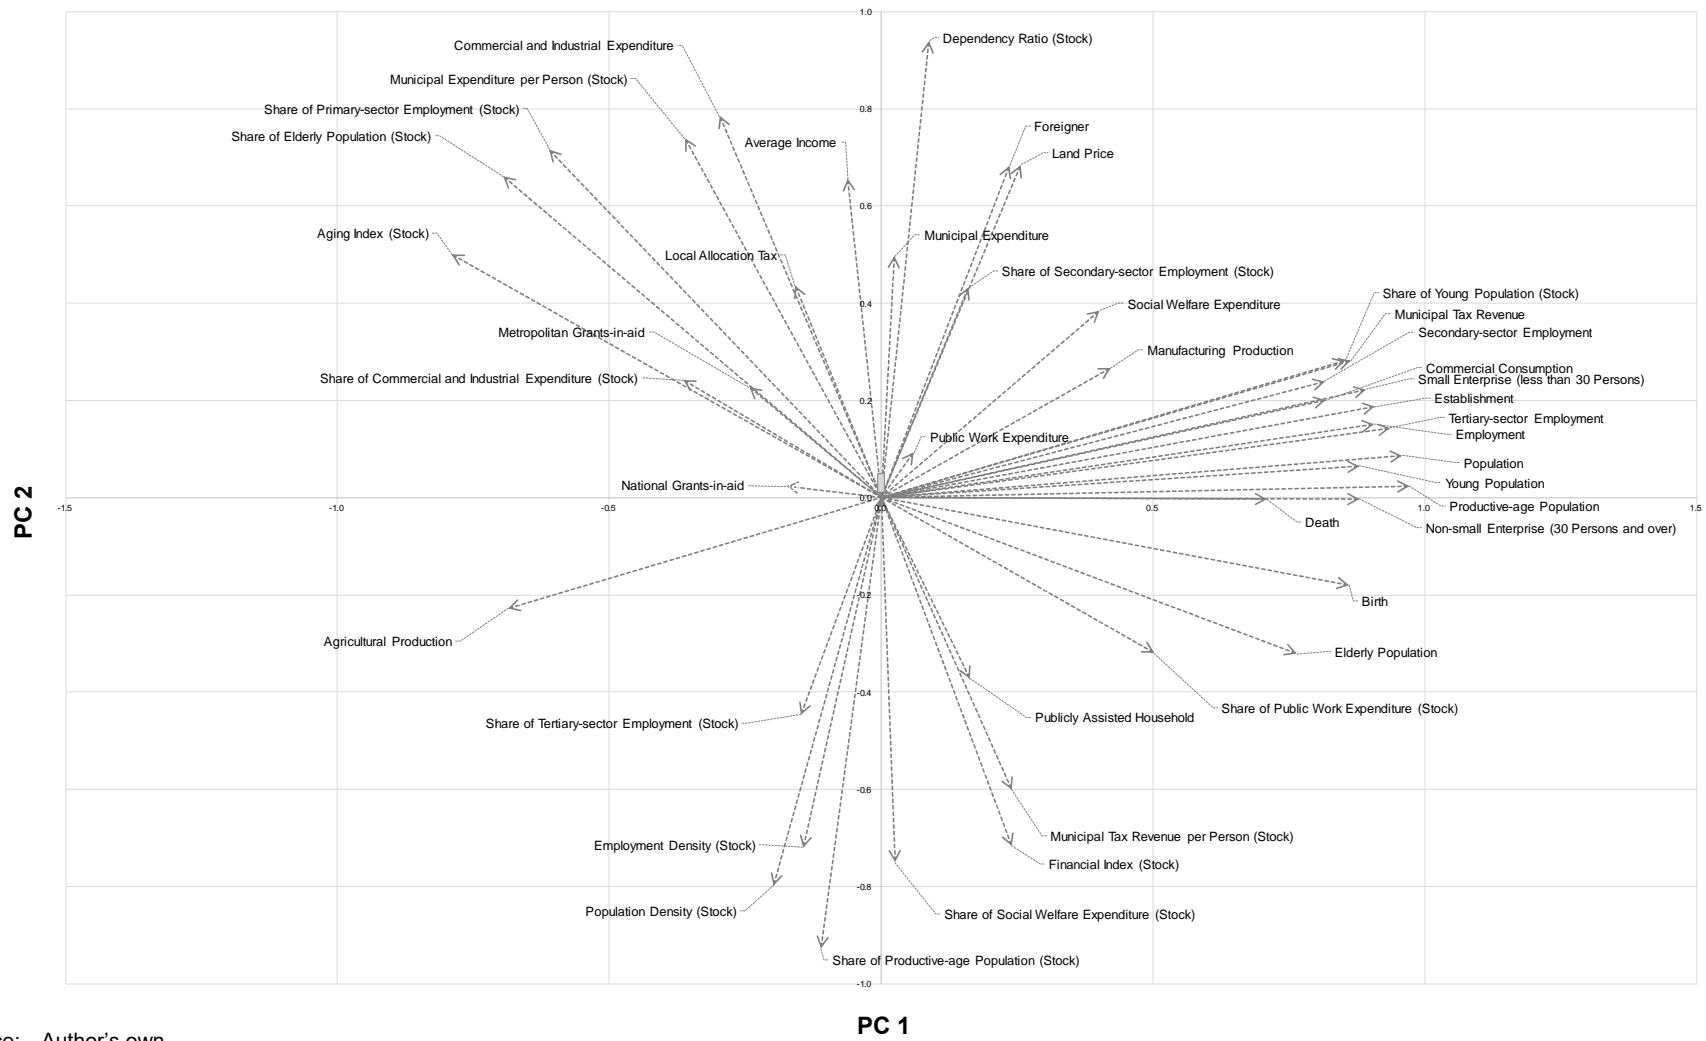 1.0
Dependency Ratio (Stock)
Commercial and Industrial Expenditure
Municipal Expenditure per Person (Stock)
Share of Primary-sector Employment (Stock)
0.8
Foreigner
Share of Elderly Population (Stock)
Average Income
Land Price
0.6
Aging Index (Stock)
Municipal Expenditure
Local Allocation Tax
Share of Secondary-sector Employment (Stock)
Share of Young Population (Stock)
0.4
Social Welfare Expenditure
Municipal Tax Revenue
Metropolitan Grants-in-aid
Secondary-sector Employment
Manufacturing Production
Commercial Consumption
Share of Commercial and Industrial Expenditure (Stock)
Small Enterprise (less than 30 Persons)
0.2
Establishment
Tertiary-sector Employment
Public Work Expenditure
Employment
Population
National Grants-in-aid
Young Population
0.0
-1.5
-1.0
-0.5
0.0
0.5
1.0
1.5
Productive-age Population
Death
Non-small Enterprise (30 Persons and over)
PC 2
-0.2
Birth
Agricultural Production
Elderly Population
-0.4
Share of Public Work Expenditure (Stock)
Share of Tertiary-sector Employment (Stock)
Publicly Assisted Household
-0.6
Municipal Tax Revenue per Person (Stock)
Employment Density (Stock)
Financial Index (Stock)
-0.8
Population Density (Stock)
Share of Social Welfare Expenditure (Stock)
Share of Productive-age Population (Stock)
-1.0
PC 1
Author's own